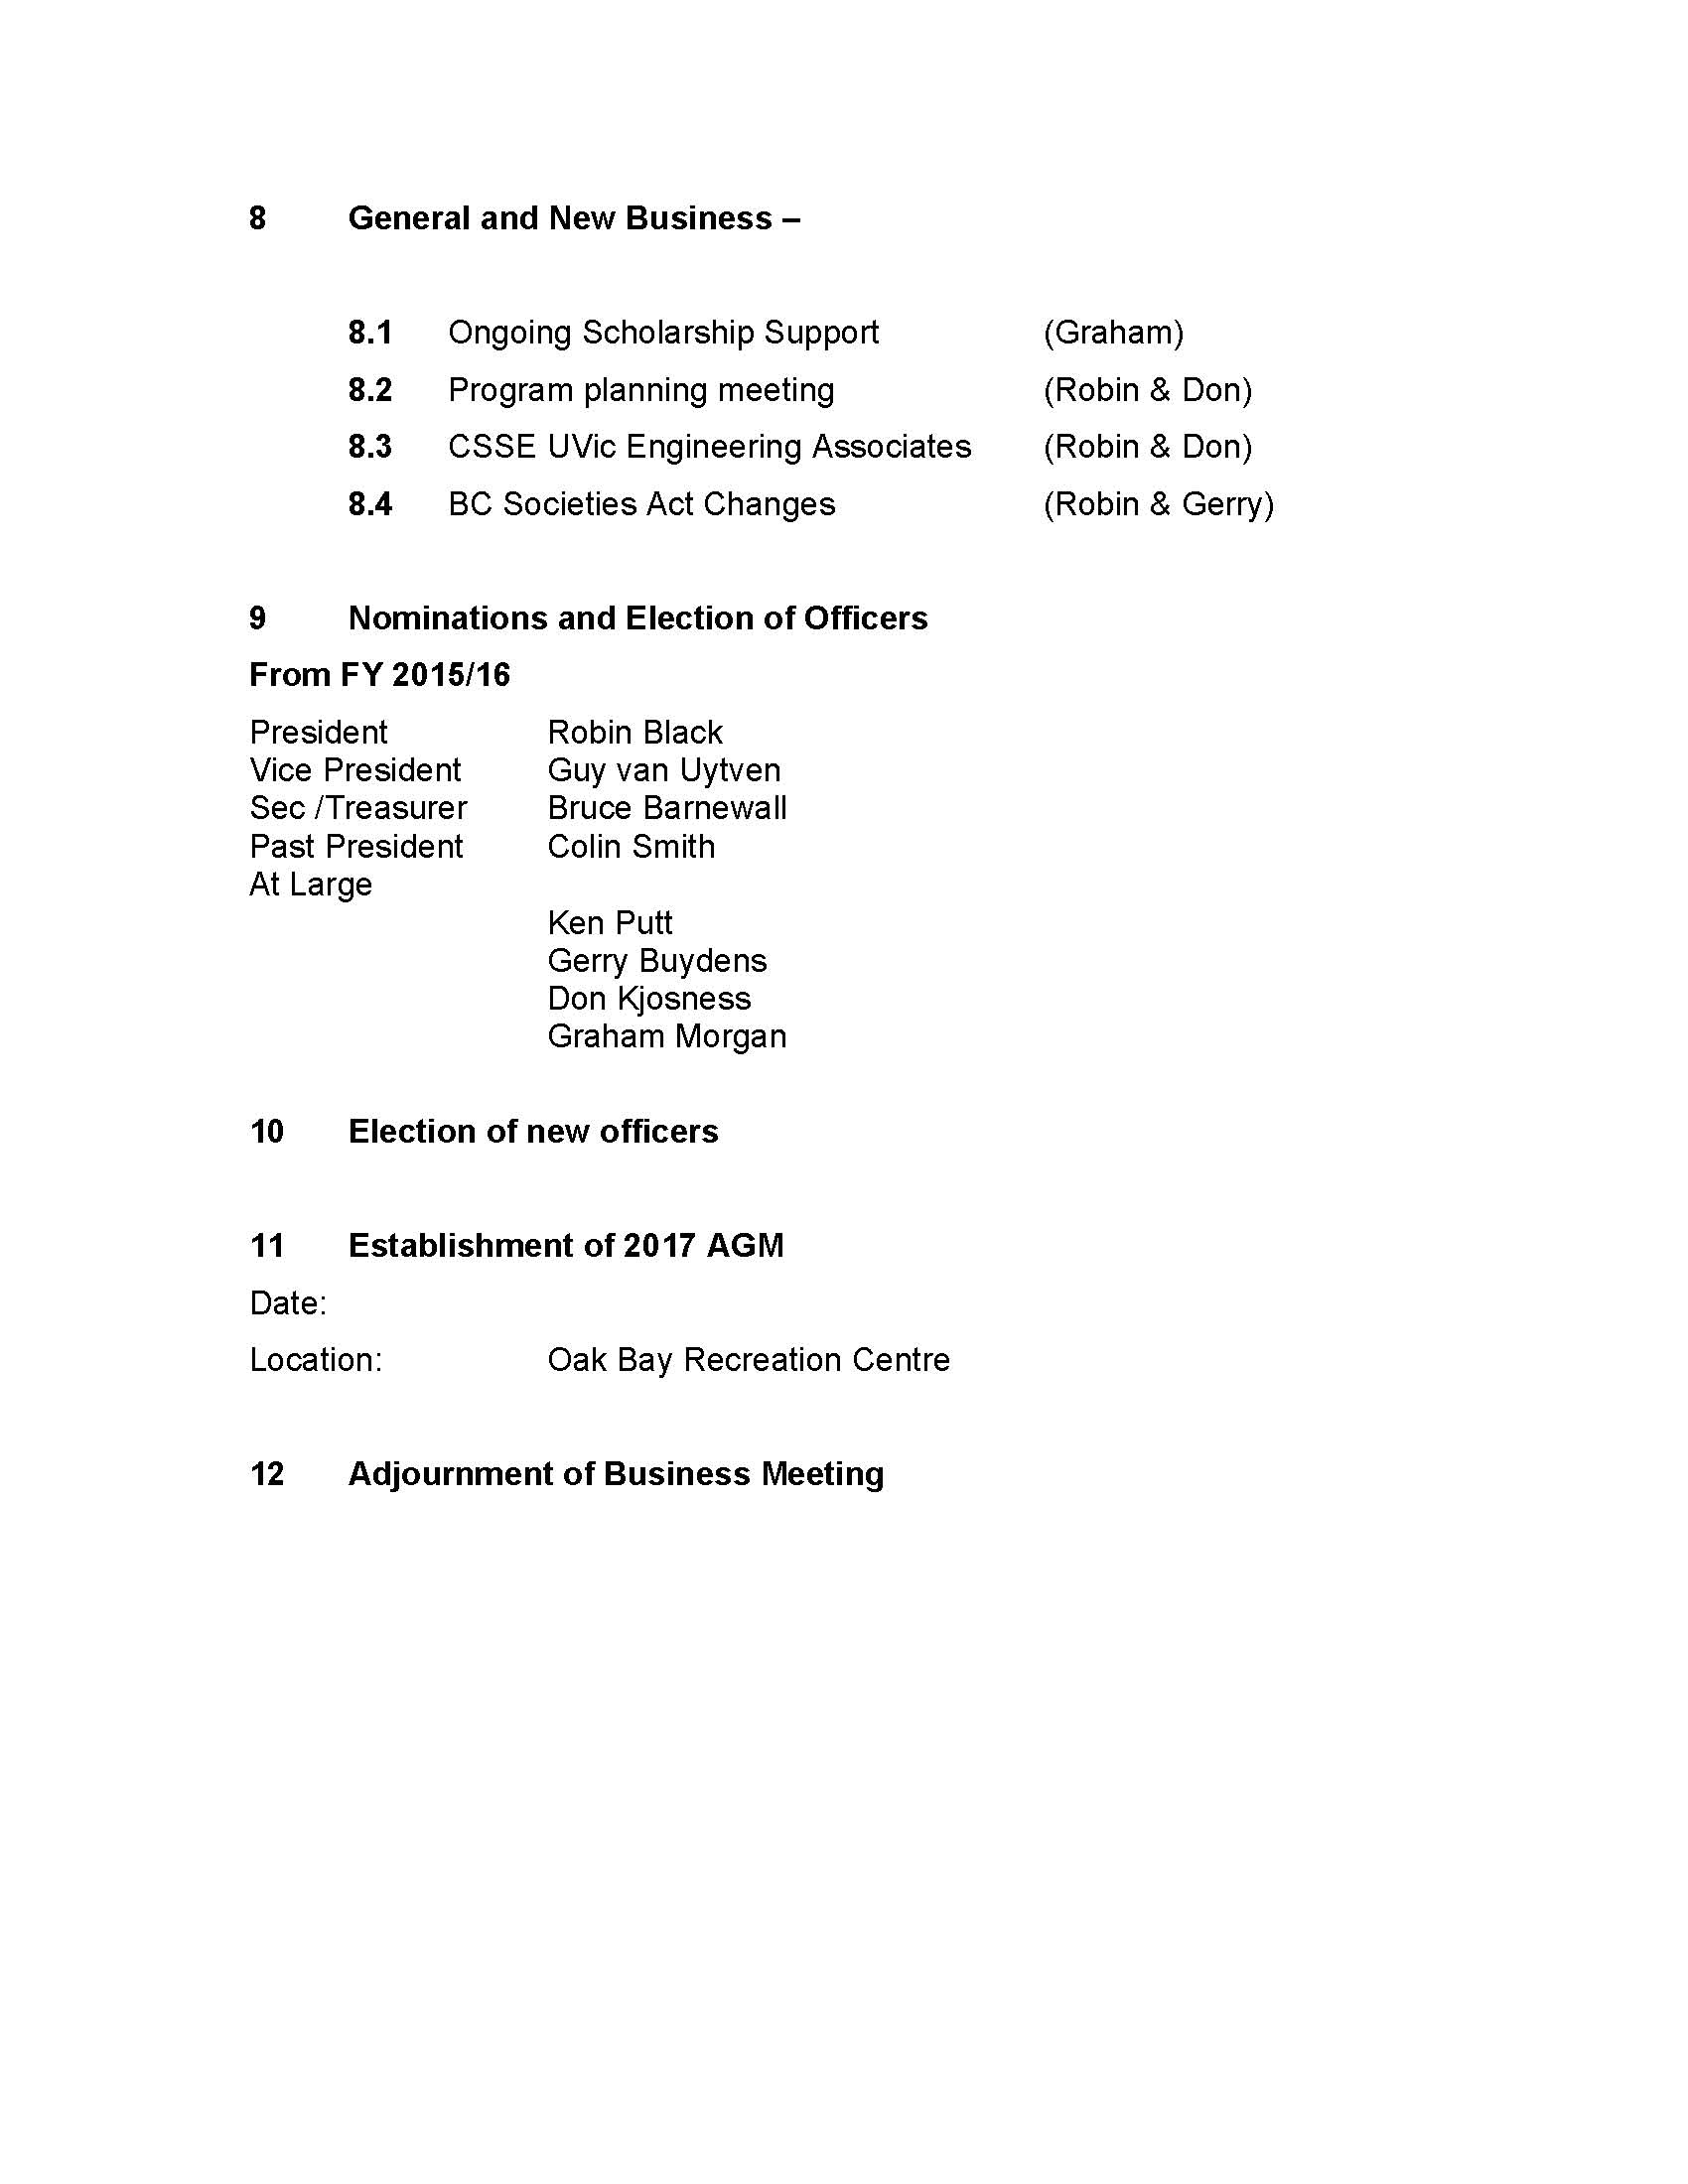 8 General and New Business –
8.1 Ongoing Scholarship Support (Graham)
8.2 Program planning meeting (Robin & Don)
8.3 CSSE UVic Engineering Associates (Robin & Don)
8.4 BC Societies Act Changes (Robin & Gerry)
9 Nominations and Election of Officers
From FY 2015/16
President Robin Black
Vice President Guy van Uytven
Sec /Treasurer Bruce Barnewall
Past President Colin Smith
At Large
Ken Putt
Gerry Buydens
Don Kjosness
Graham Morgan
10 Election of new officers
11 Establishment of 2017 AGM
Date:
Location: Oak Bay Recreation Centre
12 Adjournment of Business Meeting